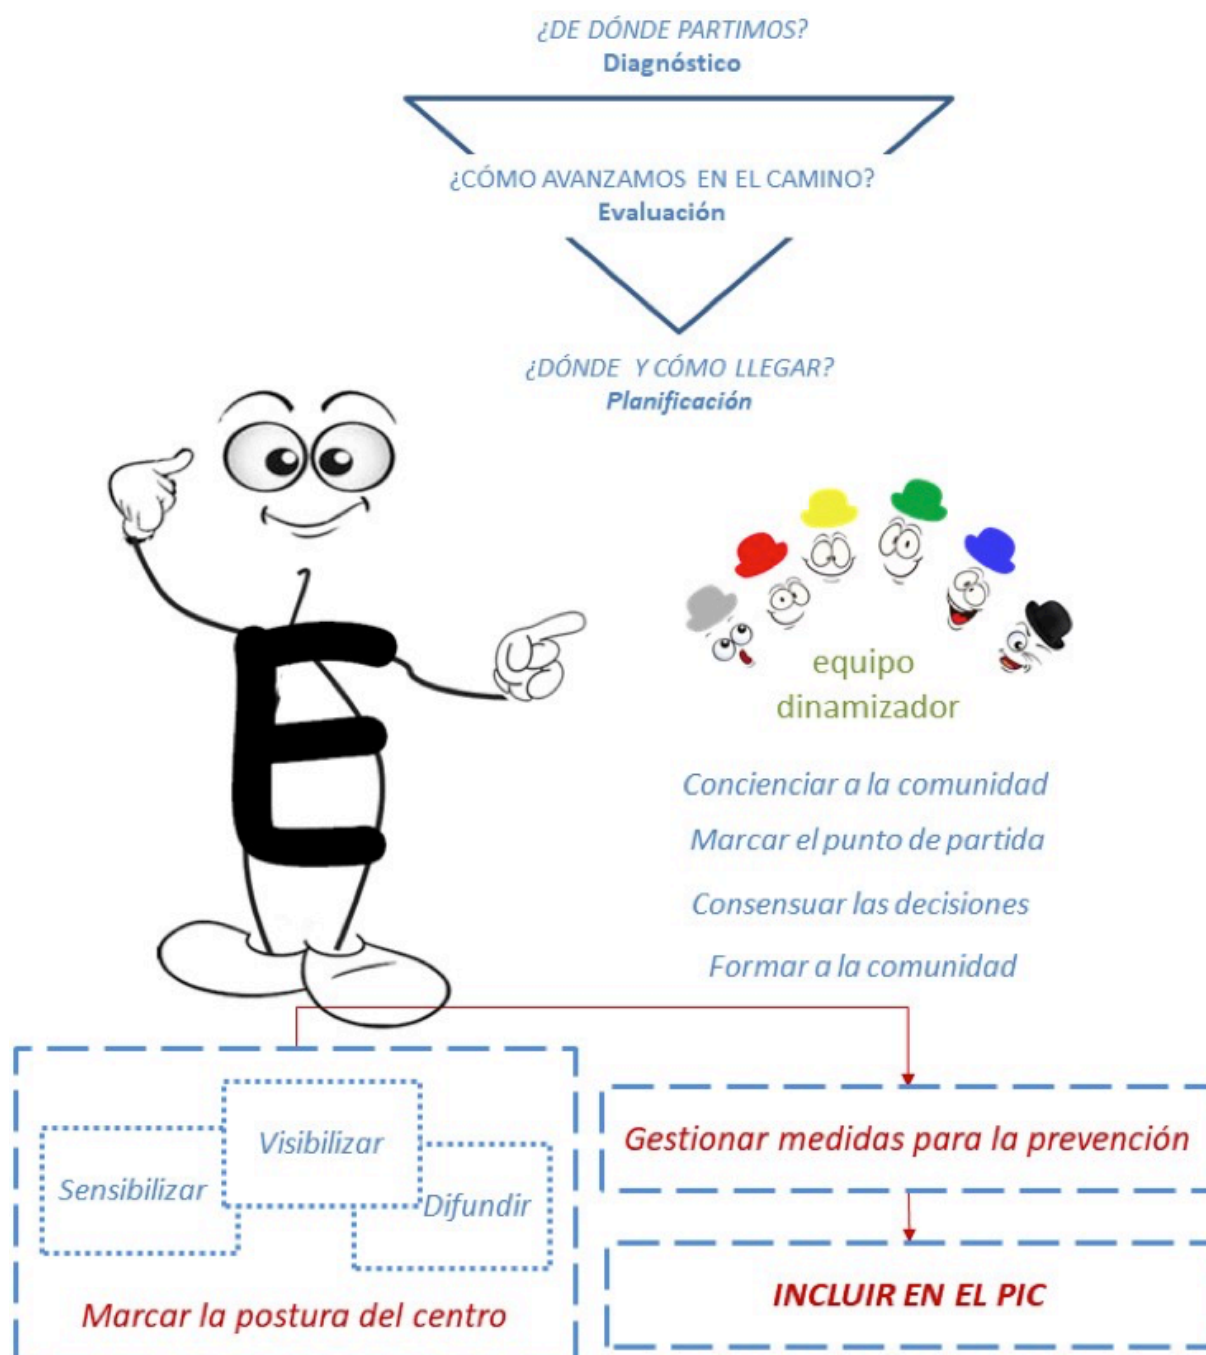 ¿DE DÓNDE PARTIMOS?
Diagnóstico
¿CÓMO AVANZAMOS EN EL CAMINO?
Evaluación
¿DÓNDE Y CÓMO LLEGAR?
Planificación
E
equipo
dinamizador
Concienciar a la comunidad
Marcar el punto de partida
Consensuar las decisiones
Formar a la comunidad
Sensibilizar
Visibilizar
Difundir
Marcar la postura del centro
Gestionar medidas para la prevención
INCLUIR EN EL PIC